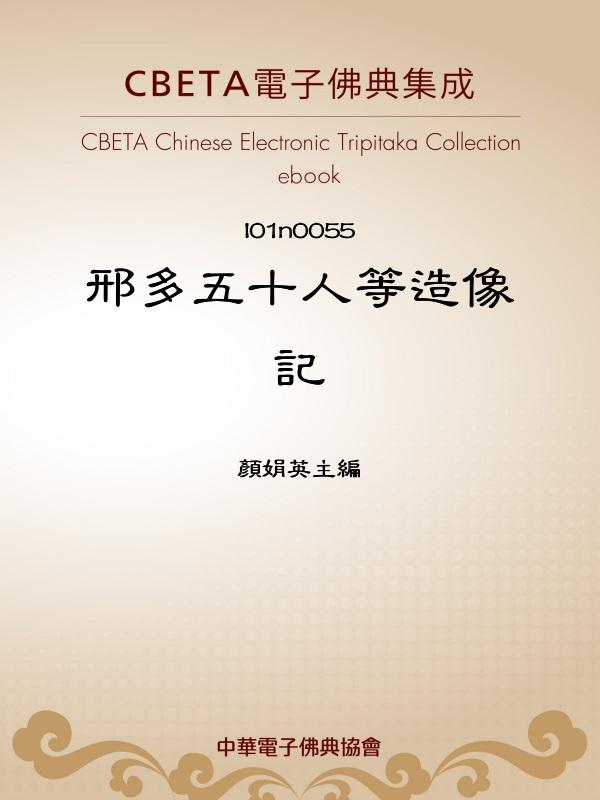 CBETA電子佛典集成
CBETA Chinese Electronic Tripitaka Collection
ebook
I01n0055
邢多五十人等造像
記
顏娟英主編
中華電子佛典協會